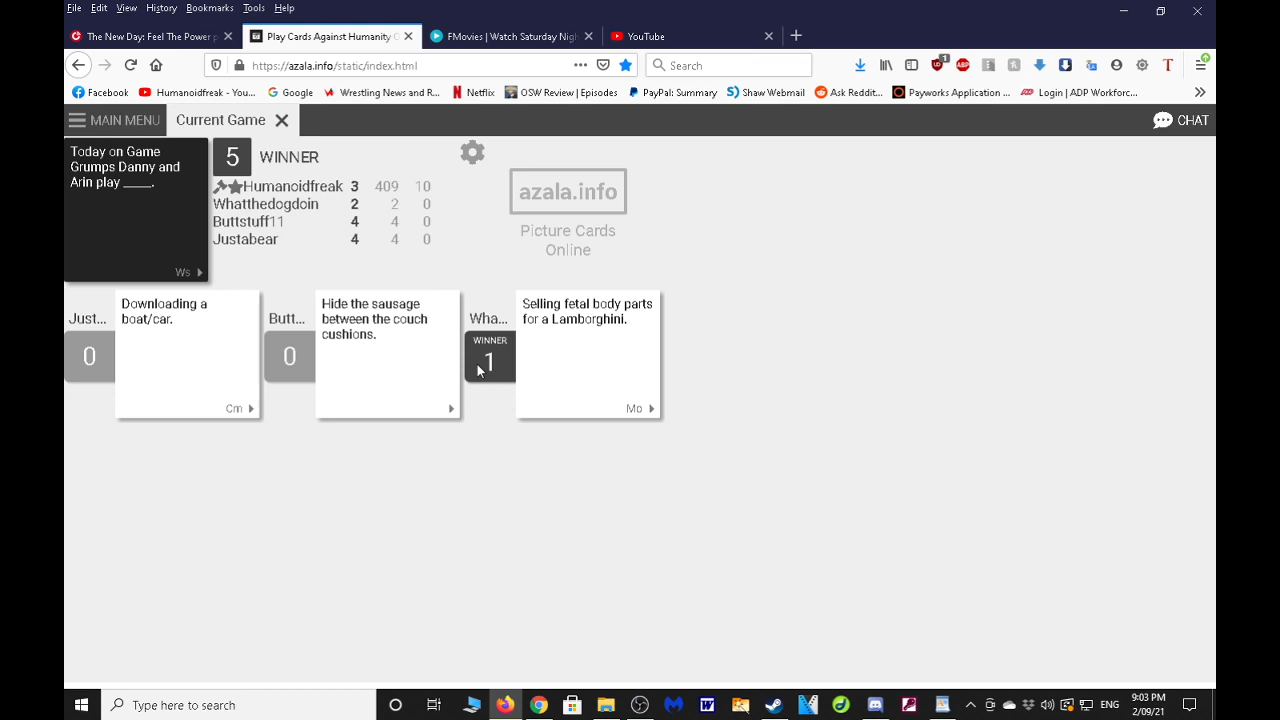 File Edit View History Bookmarks Tools Help
The New Day: Feel The Power p
Play Cards Against Humanity O
FMovies | Watch Saturday Nigh
YouTube
https://azala.info/static/index.html
Search
Facebook
Humanoidfreak - You...
Google
Wrestling News and R...
Netflix
OSW Review | Episodes
PayPal: Summary
Shaw Webmail
Ask Reddit...
Payworks Application ...
Login | ADP Workforc...
MAIN MENU
Current Game
CHAT
Today on Game
Grumps Danny and
Arin play _____.
Ws
5 WINNER
Humanoidfreak 3 409 10
Whatthedogdoin 2 2 0
Buttstuff11 4 4 0
Justabear 4 4 0
azala.info
Picture Cards
Online
Just...
0
Downloading a
boat/car.
Cm
Butt...
0
Hide the sausage
between the couch
cushions.
Wha...
WINNER
1
Selling fetal body parts
for a Lamborghini.
Mo
Type here to search
ENG
9:03 PM
2/09/21